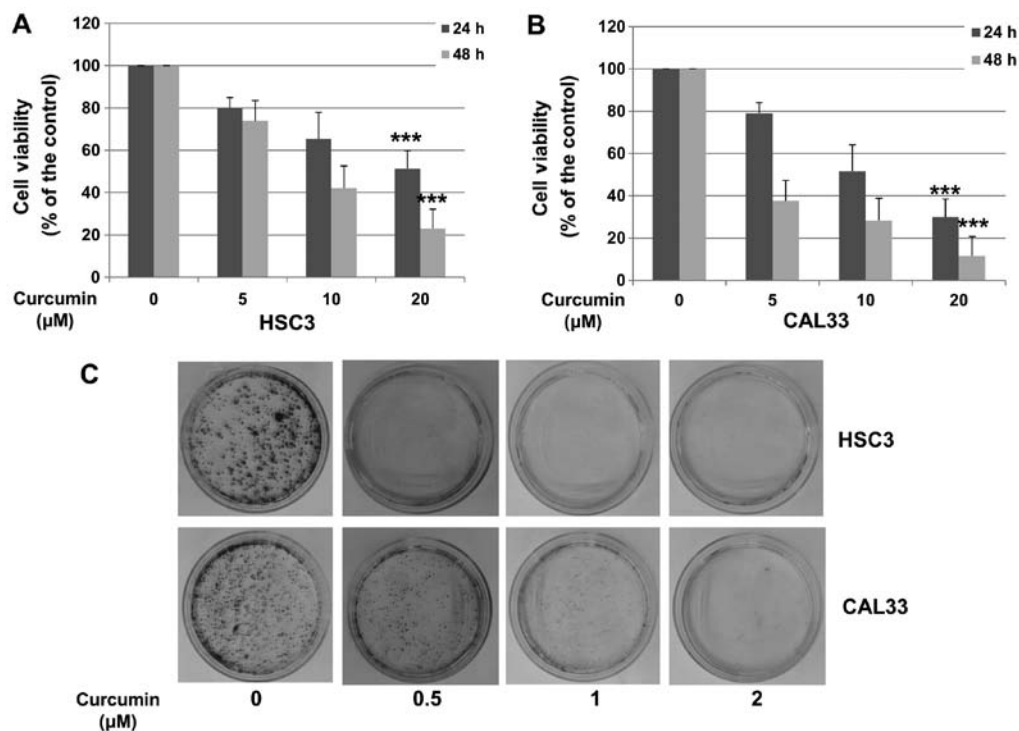 A
120
100
80
60
40
20
0
Cell viability
(% of the control)
24 h
48 h
***
***
Curcumin
(µM)
0 5 10 20
HSC3
B
120
100
80
60
40
20
0
Cell viability
(% of the control)
24 h
48 h
***
***
Curcumin
(µM)
0 5 10 20
CAL33
C
HSC3
CAL33
Curcumin
(µM)
0 0.5 1 2